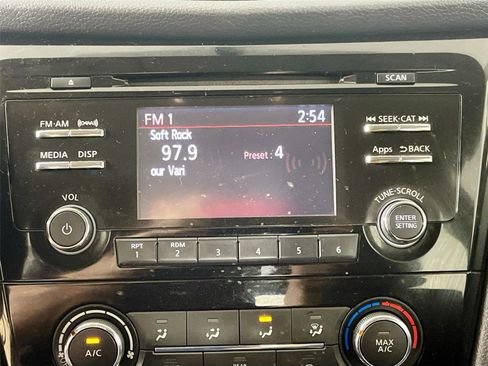 SCAN
FM·AM
MEDIA DISP
VOL
FM 1 2:54
Soft Rock
97.9 Preset : 4
our Vari
SEEK·CAT
Apps BACK
TUNE·SCROLL
ENTER
SETTING
RPT 1 RDM 2 3 4 5 6
A/C
MAX A/C
REAR